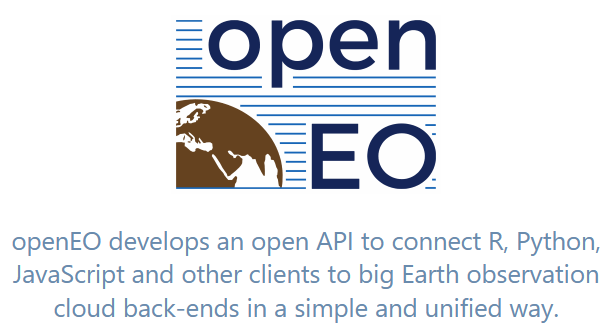 open
EO
openEO develops an open API to connect R, Python,
JavaScript and other clients to big Earth observation
cloud back-ends in a simple and unified way.